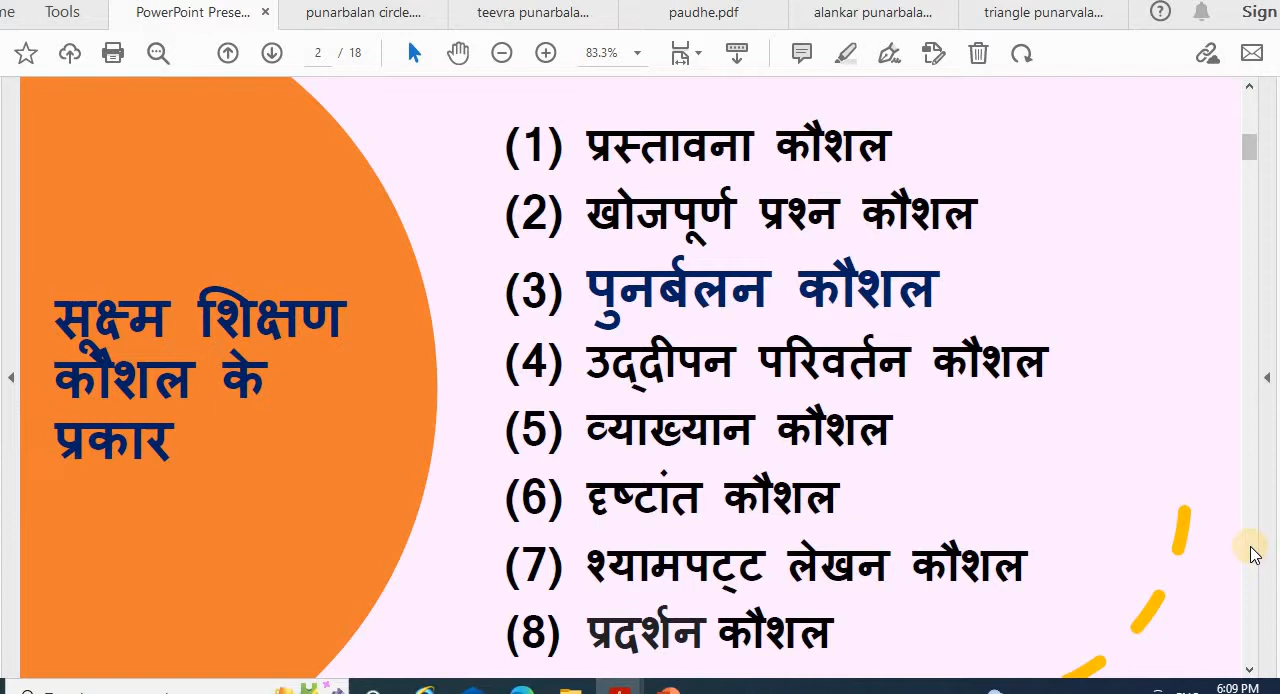 me Tools PowerPoint Prese... × punarbalan circle.... teevra punarbala... paudhe.pdf alankar punarbala... triangle punarvala... Sign
2 / 18 83.3%
सूक्ष्म शिक्षण
कौशल के
प्रकार
(1) प्रस्तावना कौशल
(2) खोजपूर्ण प्रश्न कौशल
(3) पुनर्बलन कौशल
(4) उद्दीपन परिवर्तन कौशल
(5) व्याख्यान कौशल
(6) दृष्टांत कौशल
(7) श्यामपट्ट लेखन कौशल
(8) प्रदर्शन कौशल
6:09 PM